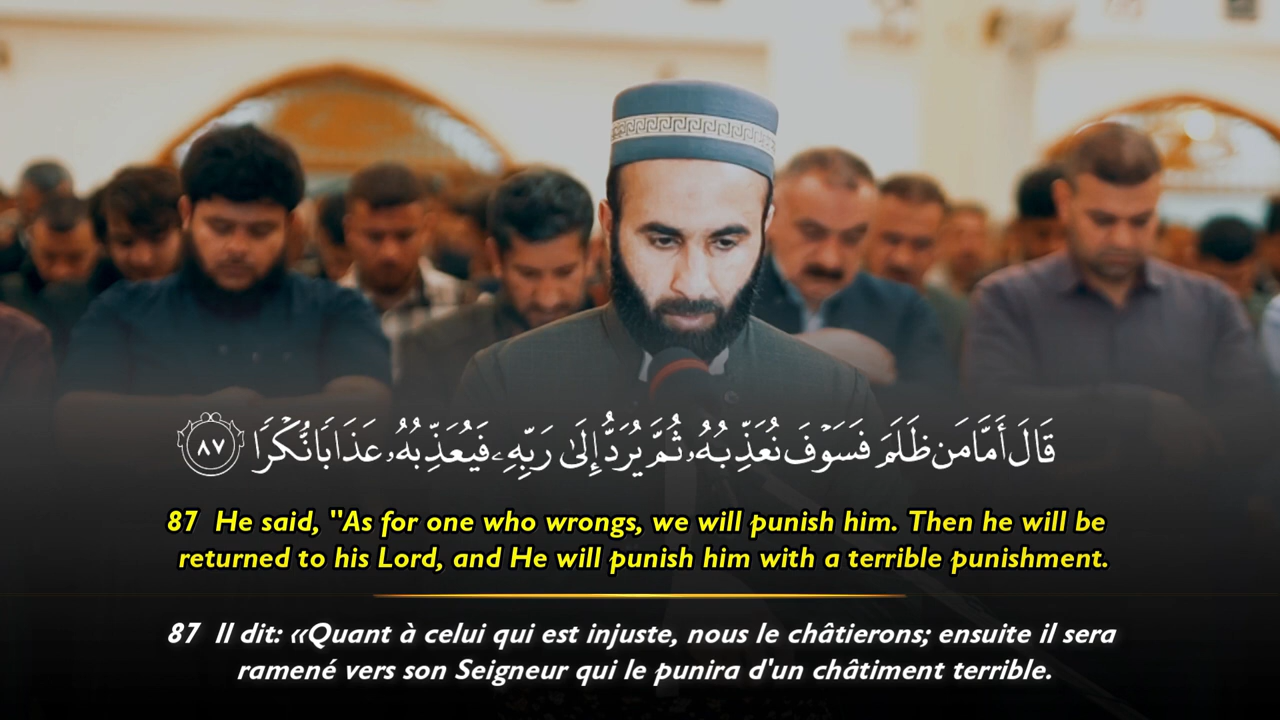 قَالَ أَمَّا مَن ظَلَمَ فَسَوْفَ نُعَذِّبُهُۥ ثُمَّ يُرَدُّ إِلَىٰ رَبِّهِۦ فَيُعَذِّبُهُۥ عَذَابًا نُّكْرًا ٨٧
87 He said, "As for one who wrongs, we will punish him. Then he will be
returned to his Lord, and He will punish him with a terrible punishment.
87 Il dit: «Quant à celui qui est injuste, nous le châtierons; ensuite il sera
ramené vers son Seigneur qui le punira d'un châtiment terrible.